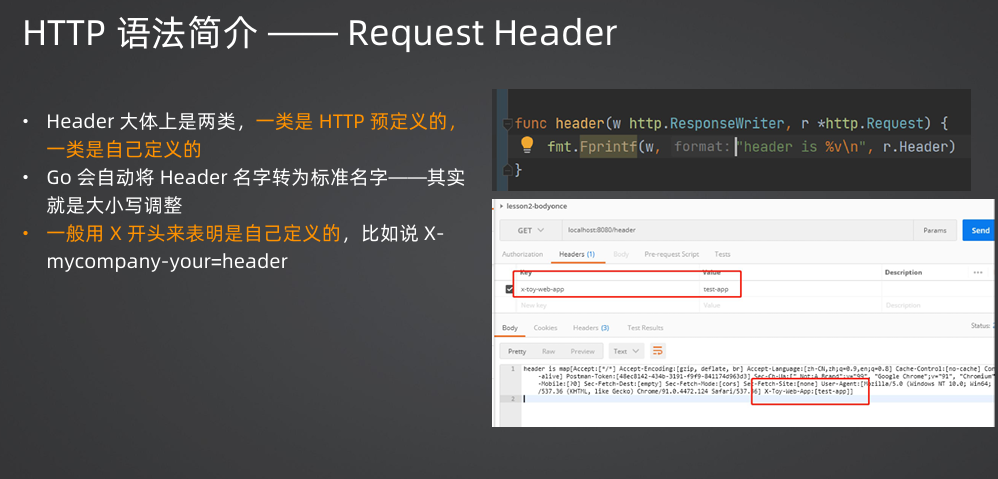 HTTP 语法简介 —— Request Header
• Header 大体上是两类，一类是 HTTP 预定义的，
一类是自己定义的
• Go 会自动将 Header 名字转为标准名字——其实
就是大小写调整
• 一般用 X 开头来表明是自己定义的，比如说 X-
mycompany-your=header
func header(w http.ResponseWriter, r *http.Request) {
fmt.Fprintf(w, format: "header is %v\n", r.Header)
}
lesson2-bodyonce
GET localhost:8080/header Params Send
Authorization Headers (1) Body Pre-request Script Tests
Key Value Description
x-toy-web-app test-app
New key Value Description
Body Cookies Headers (3) Test Results Status: 2
Pretty Raw Preview Text
1 header is map[Accept:[*/*] Accept-Encoding:[gzip, deflate, br] Accept-Language:[zh-CN,zh;q=0.9,en;q=0.8] Cache-Control:[no-cache] Con
-alive] Postman-Token:[48ec0142-434b-3191-f9f9-841174d963d3] Sec-Ch-Ua:[" Not;A Brand";v="99", "Google Chrome";v="91", "Chromium"
-Mobile:[?0] Sec-Fetch-Dest:[empty] Sec-Fetch-Mode:[cors] Sec-Fetch-Site:[none] User-Agent:[Mozilla/5.0 (Windows NT 10.0; Win64;
/537.36 (KHTML, like Gecko) Chrome/91.0.4472.124 Safari/537.36] X-Toy-Web-App:[test-app]]
2